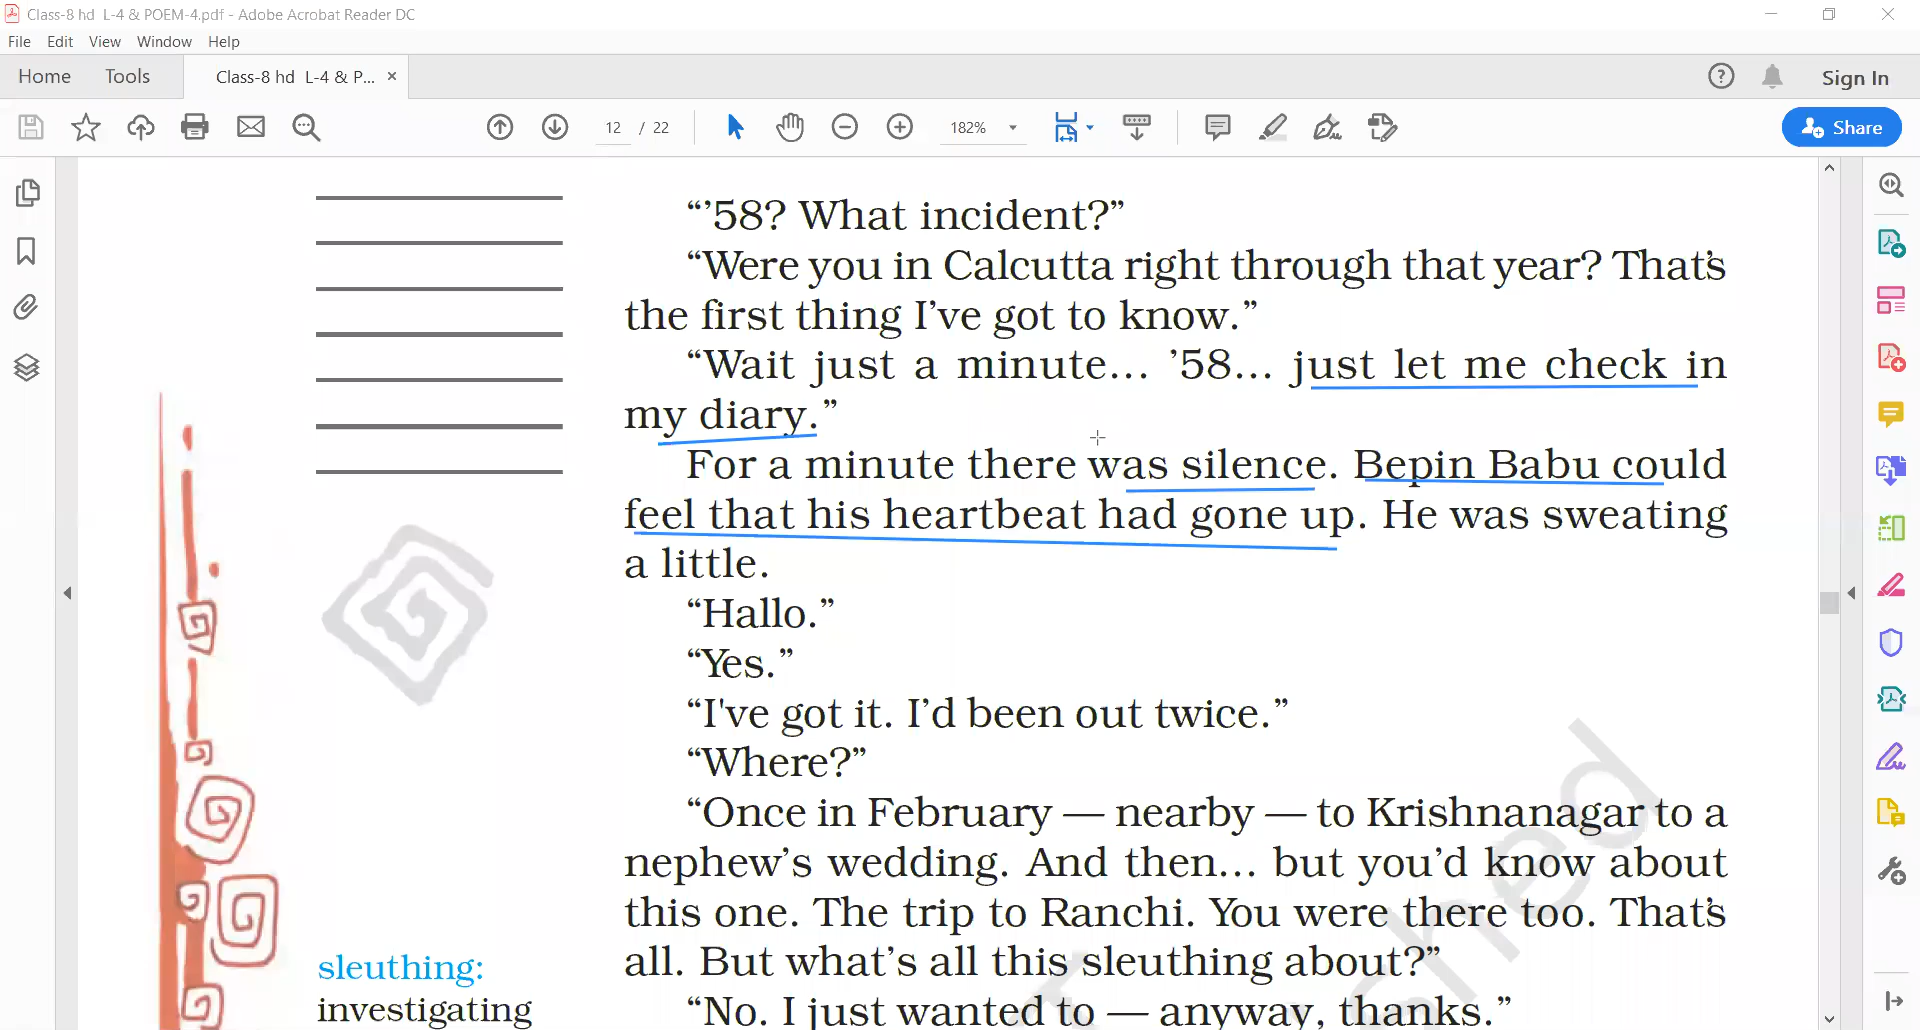 Class-8 hd L-4 & POEM-4.pdf - Adobe Acrobat Reader DC
File Edit View Window Help
Home Tools Class-8 hd L-4 & P... × Sign In
12 / 22 182% Share
“’58? What incident?”
“Were you in Calcutta right through that year? That’s
the first thing I’ve got to know.”
“Wait just a minute... ’58... just let me check in
my diary.”
For a minute there was silence. Bepin Babu could
feel that his heartbeat had gone up. He was sweating
a little.
“Hallo.”
“Yes.”
“I've got it. I’d been out twice.”
“Where?”
“Once in February — nearby — to Krishnanagar to a
nephew’s wedding. And then... but you’d know about
this one. The trip to Ranchi. You were there too. That’s
all. But what’s all this sleuthing about?”
“No. I just wanted to — anyway, thanks.”
sleuthing:
investigating